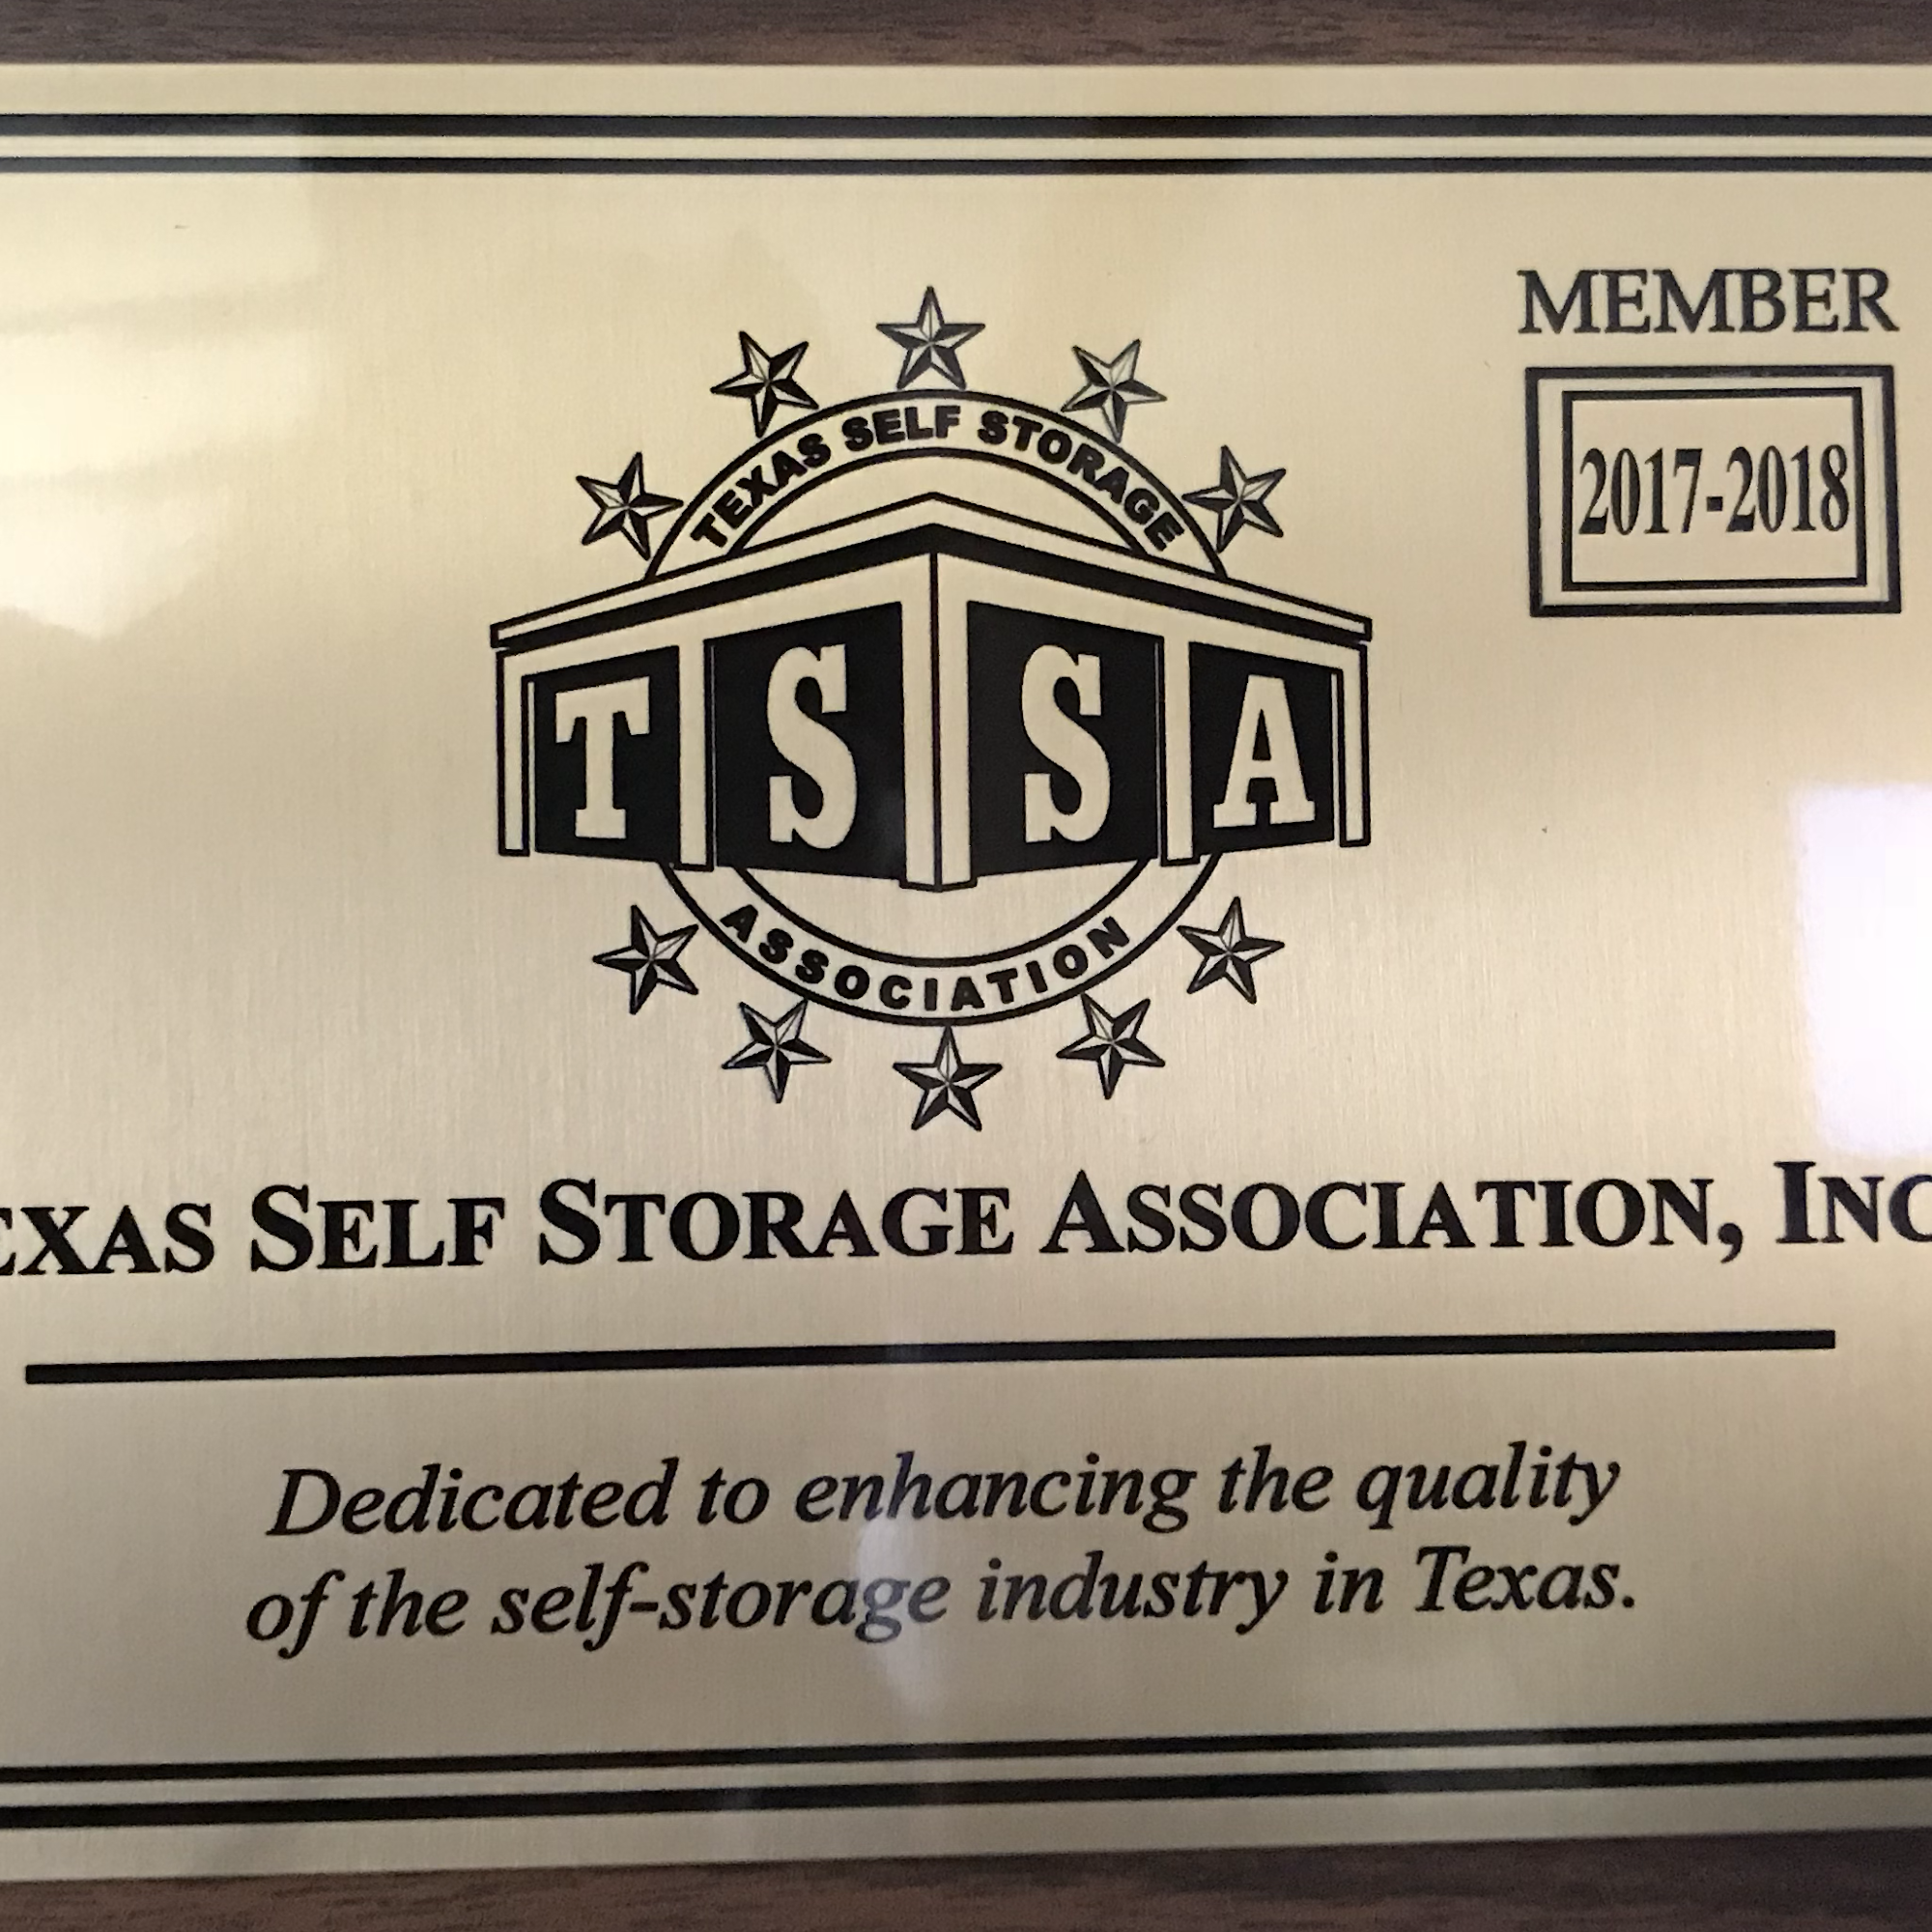 MEMBER
2017-2018
TEXAS SELF STORAGE
T S S A
ASSOCIATION
EXAS SELF STORAGE ASSOCIATION, INC
Dedicated to enhancing the quality
of the self-storage industry in Texas.